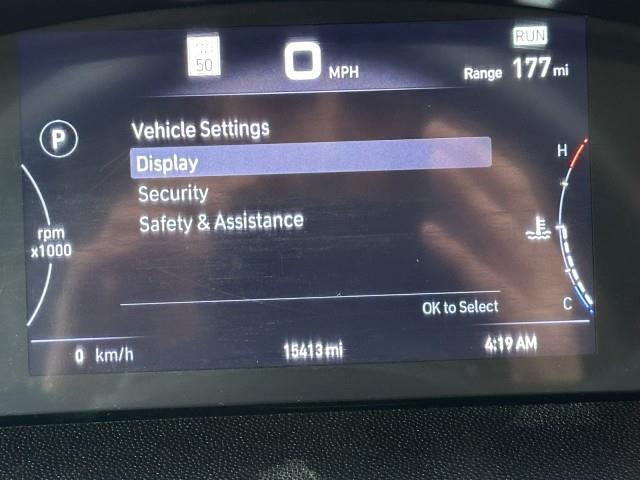 50
0 MPH
RUN
Range 177 mi
P
Vehicle Settings
Display
Security
Safety & Assistance
H
rpm
x1000
C
OK to Select
0 km/h
15413 mi
4:19 AM